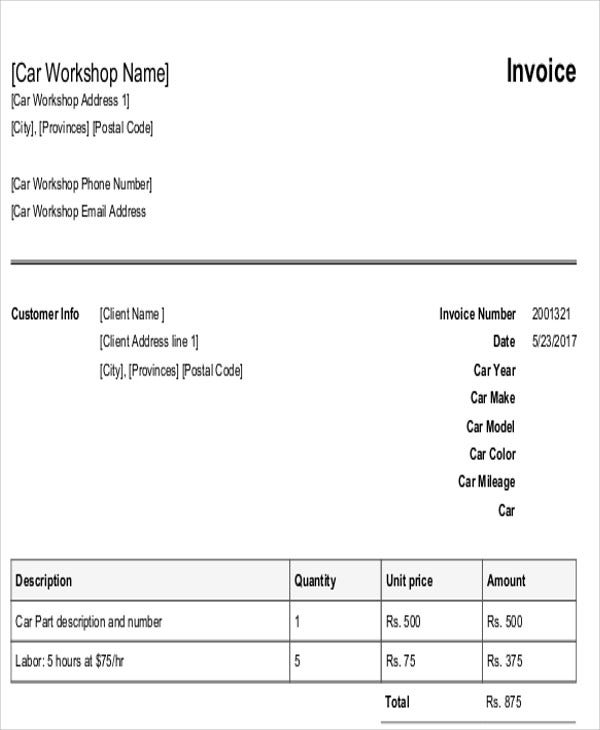 [Car Workshop Name] Invoice
[Car Workshop Address 1]
[City], [Provinces] [Postal Code]
[Car Workshop Phone Number]
[Car Workshop Email Address
Customer Info [Client Name ] Invoice Number 2001321
[Client Address line 1] Date 5/23/2017
[City], [Provinces] [Postal Code] Car Year
Car Make
Car Model
Car Color
Car Mileage
Car
Description Quantity Unit price Amount
Car Part description and number 1 Rs. 500 Rs. 500
Labor: 5 hours at $75/hr 5 Rs. 75 Rs. 375
Total Rs. 875